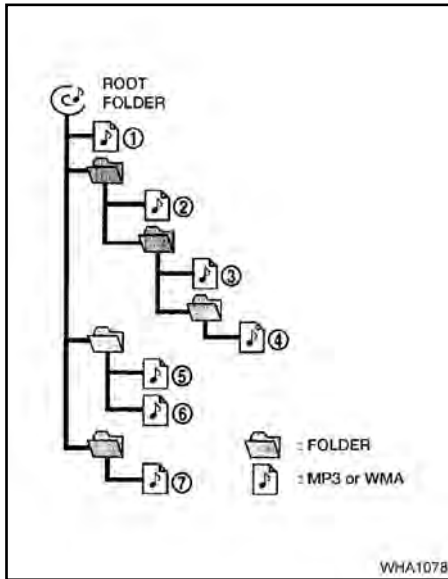 ROOT
FOLDER
①
②
③
④
⑤
⑥
⑦
: FOLDER
: MP3 or WMA
WHA1078